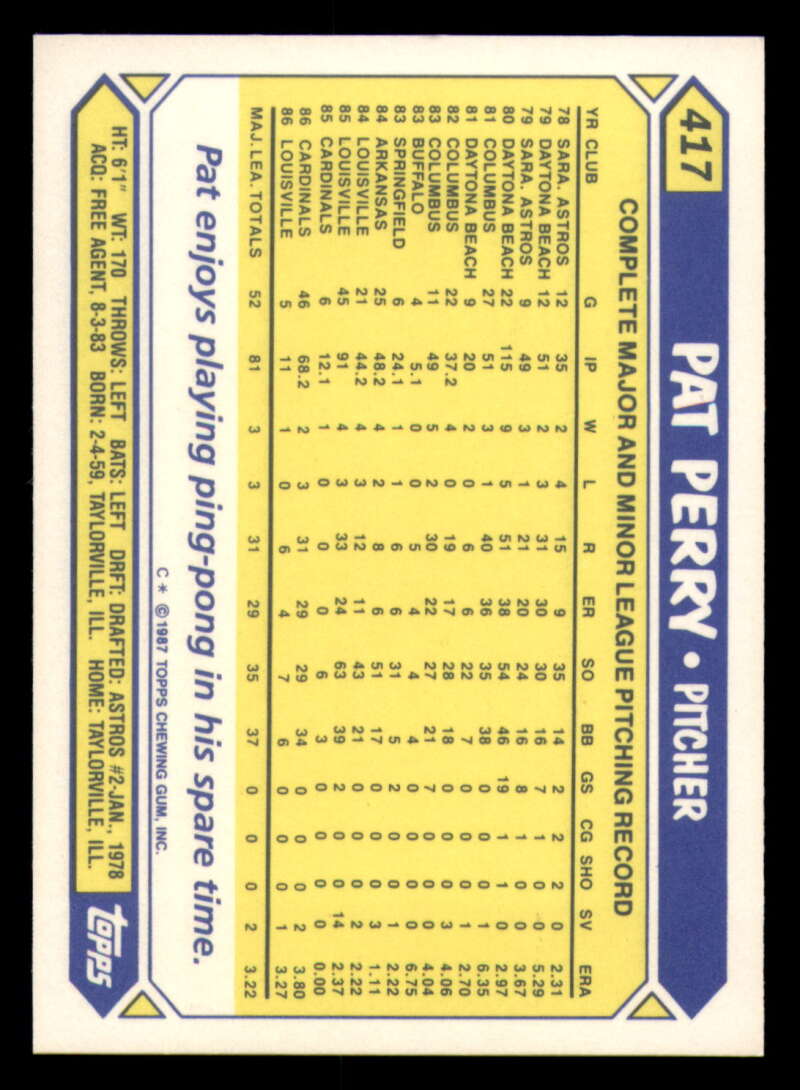 417 PAT PERRY • PITCHER
COMPLETE MAJOR AND MINOR LEAGUE PITCHING RECORD
YR CLUB G IP W L R ER SO BB GS CG SHO SV ERA
78 SARA. ASTROS 12 35 2 4 15 9 35 14 2 2 2 0 2.31
79 DAYTONA BEACH 12 51 2 3 31 30 30 16 7 1 0 0 5.29
79 SARA. ASTROS 9 49 3 1 21 20 24 16 8 1 0 0 3.67
80 DAYTONA BEACH 22 115 9 5 51 38 54 46 19 1 1 0 2.97
81 COLUMBUS 27 51 3 1 40 36 35 38 0 0 0 1 6.35
81 DAYTONA BEACH 9 20 2 0 6 6 22 7 0 0 0 1 2.70
82 COLUMBUS 22 37.2 4 0 19 17 28 18 0 0 0 3 4.06
83 COLUMBUS 11 49 5 2 30 22 27 21 7 0 0 0 4.04
83 BUFFALO 4 5.1 0 0 5 4 4 4 0 0 0 0 6.75
83 SPRINGFIELD 6 24.1 1 1 6 6 31 5 2 0 0 1 2.22
84 ARKANSAS 25 48.2 4 2 8 6 51 17 0 0 0 3 1.11
84 LOUISVILLE 21 44.2 4 3 12 11 43 21 0 0 0 2 2.22
85 LOUISVILLE 45 91 4 3 33 24 63 39 2 0 0 14 2.37
85 CARDINALS 6 12.1 1 0 0 0 6 3 0 0 0 0 0.00
86 CARDINALS 46 68.2 2 3 31 29 29 34 0 0 0 2 3.80
86 LOUISVILLE 5 11 1 0 6 4 7 6 0 0 0 1 3.27
MAJ. LEA. TOTALS 52 81 3 3 31 29 35 37 0 0 0 2 3.22
Pat enjoys playing ping-pong in his spare time.
C * ©1987 TOPPS CHEWING GUM, INC.
HT: 6'1" WT: 170 THROWS: LEFT BATS: LEFT DRFT: DRAFTED: ASTROS #2-JAN., 1978
ACQ: FREE AGENT, 8-3-83 BORN: 2-4-59, TAYLORVILLE, ILL. HOME: TAYLORVILLE, ILL.
topps